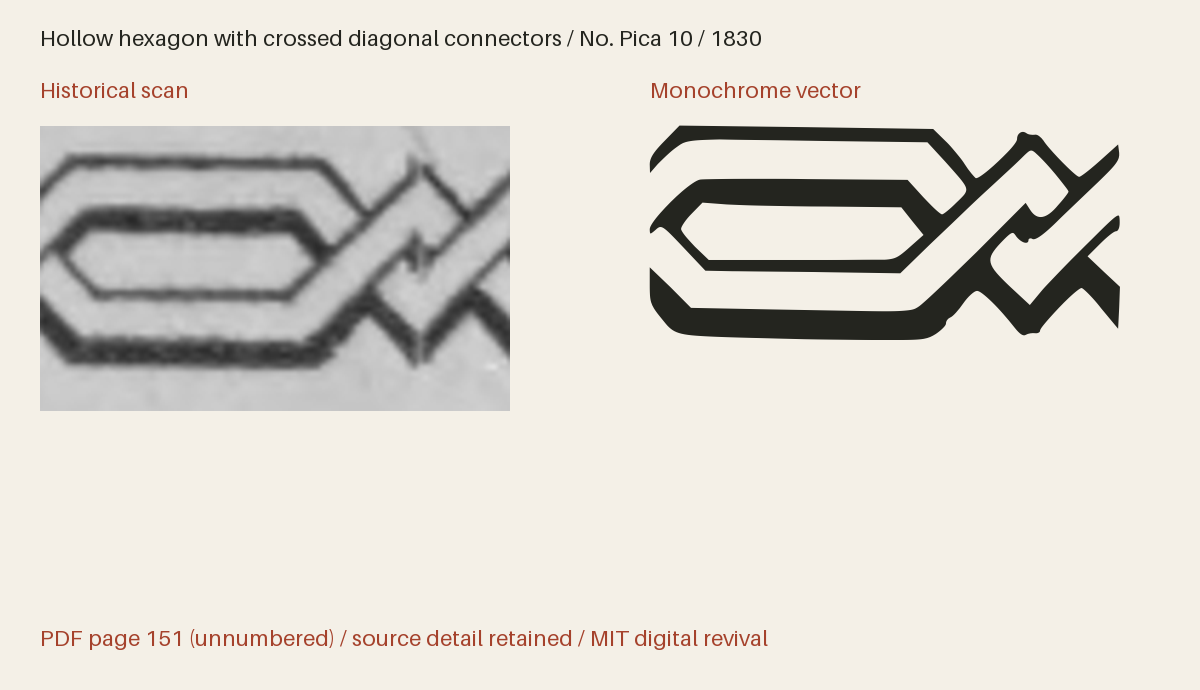 Hollow hexagon with crossed diagonal connectors / No. Pica 10 / 1830
Historical scan
Monochrome vector
PDF page 151 (unnumbered) / source detail retained / MIT digital revival